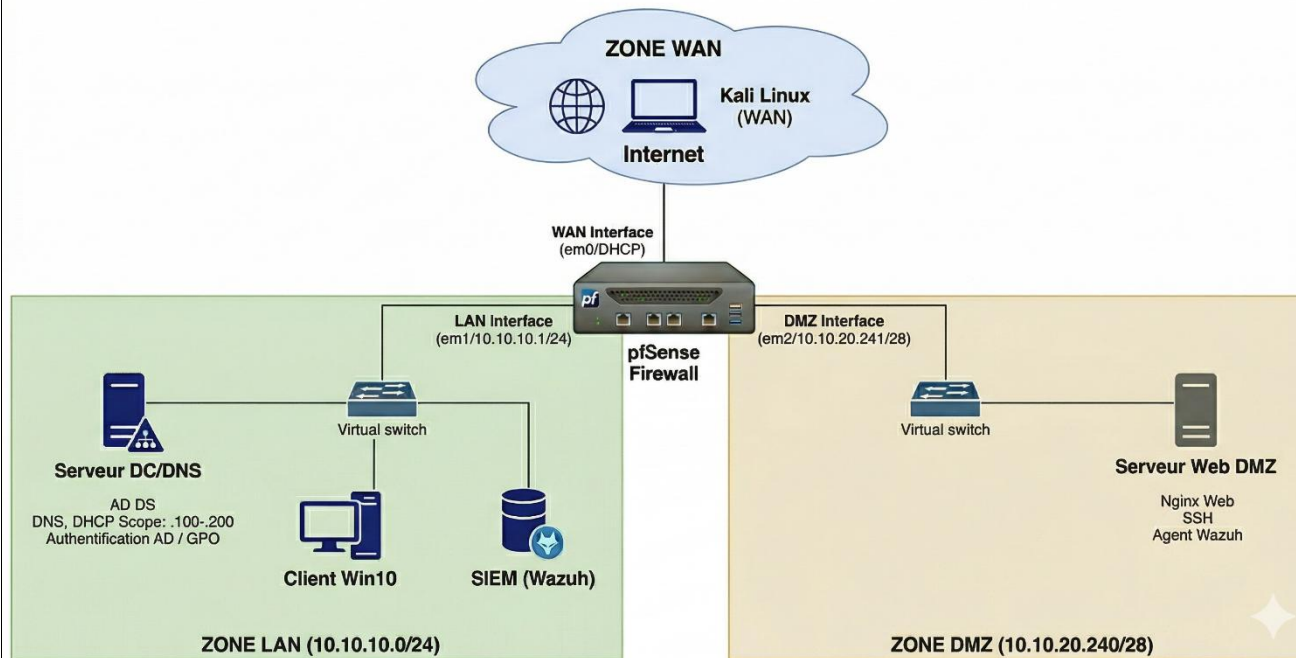 ZONE WAN
Kali Linux
(WAN)
Internet
WAN Interface
(em0/DHCP)
pf
LAN Interface
(em1/10.10.10.1/24)
DMZ Interface
(em2/10.10.20.241/28)
pfSense
Firewall
Virtual switch
Virtual switch
Serveur DC/DNS
AD DS
DNS, DHCP Scope: .100-.200
Authentification AD / GPO
Client Win10
SIEM (Wazuh)
Serveur Web DMZ
Nginx Web
SSH
Agent Wazuh
ZONE LAN (10.10.10.0/24)
ZONE DMZ (10.10.20.240/28)